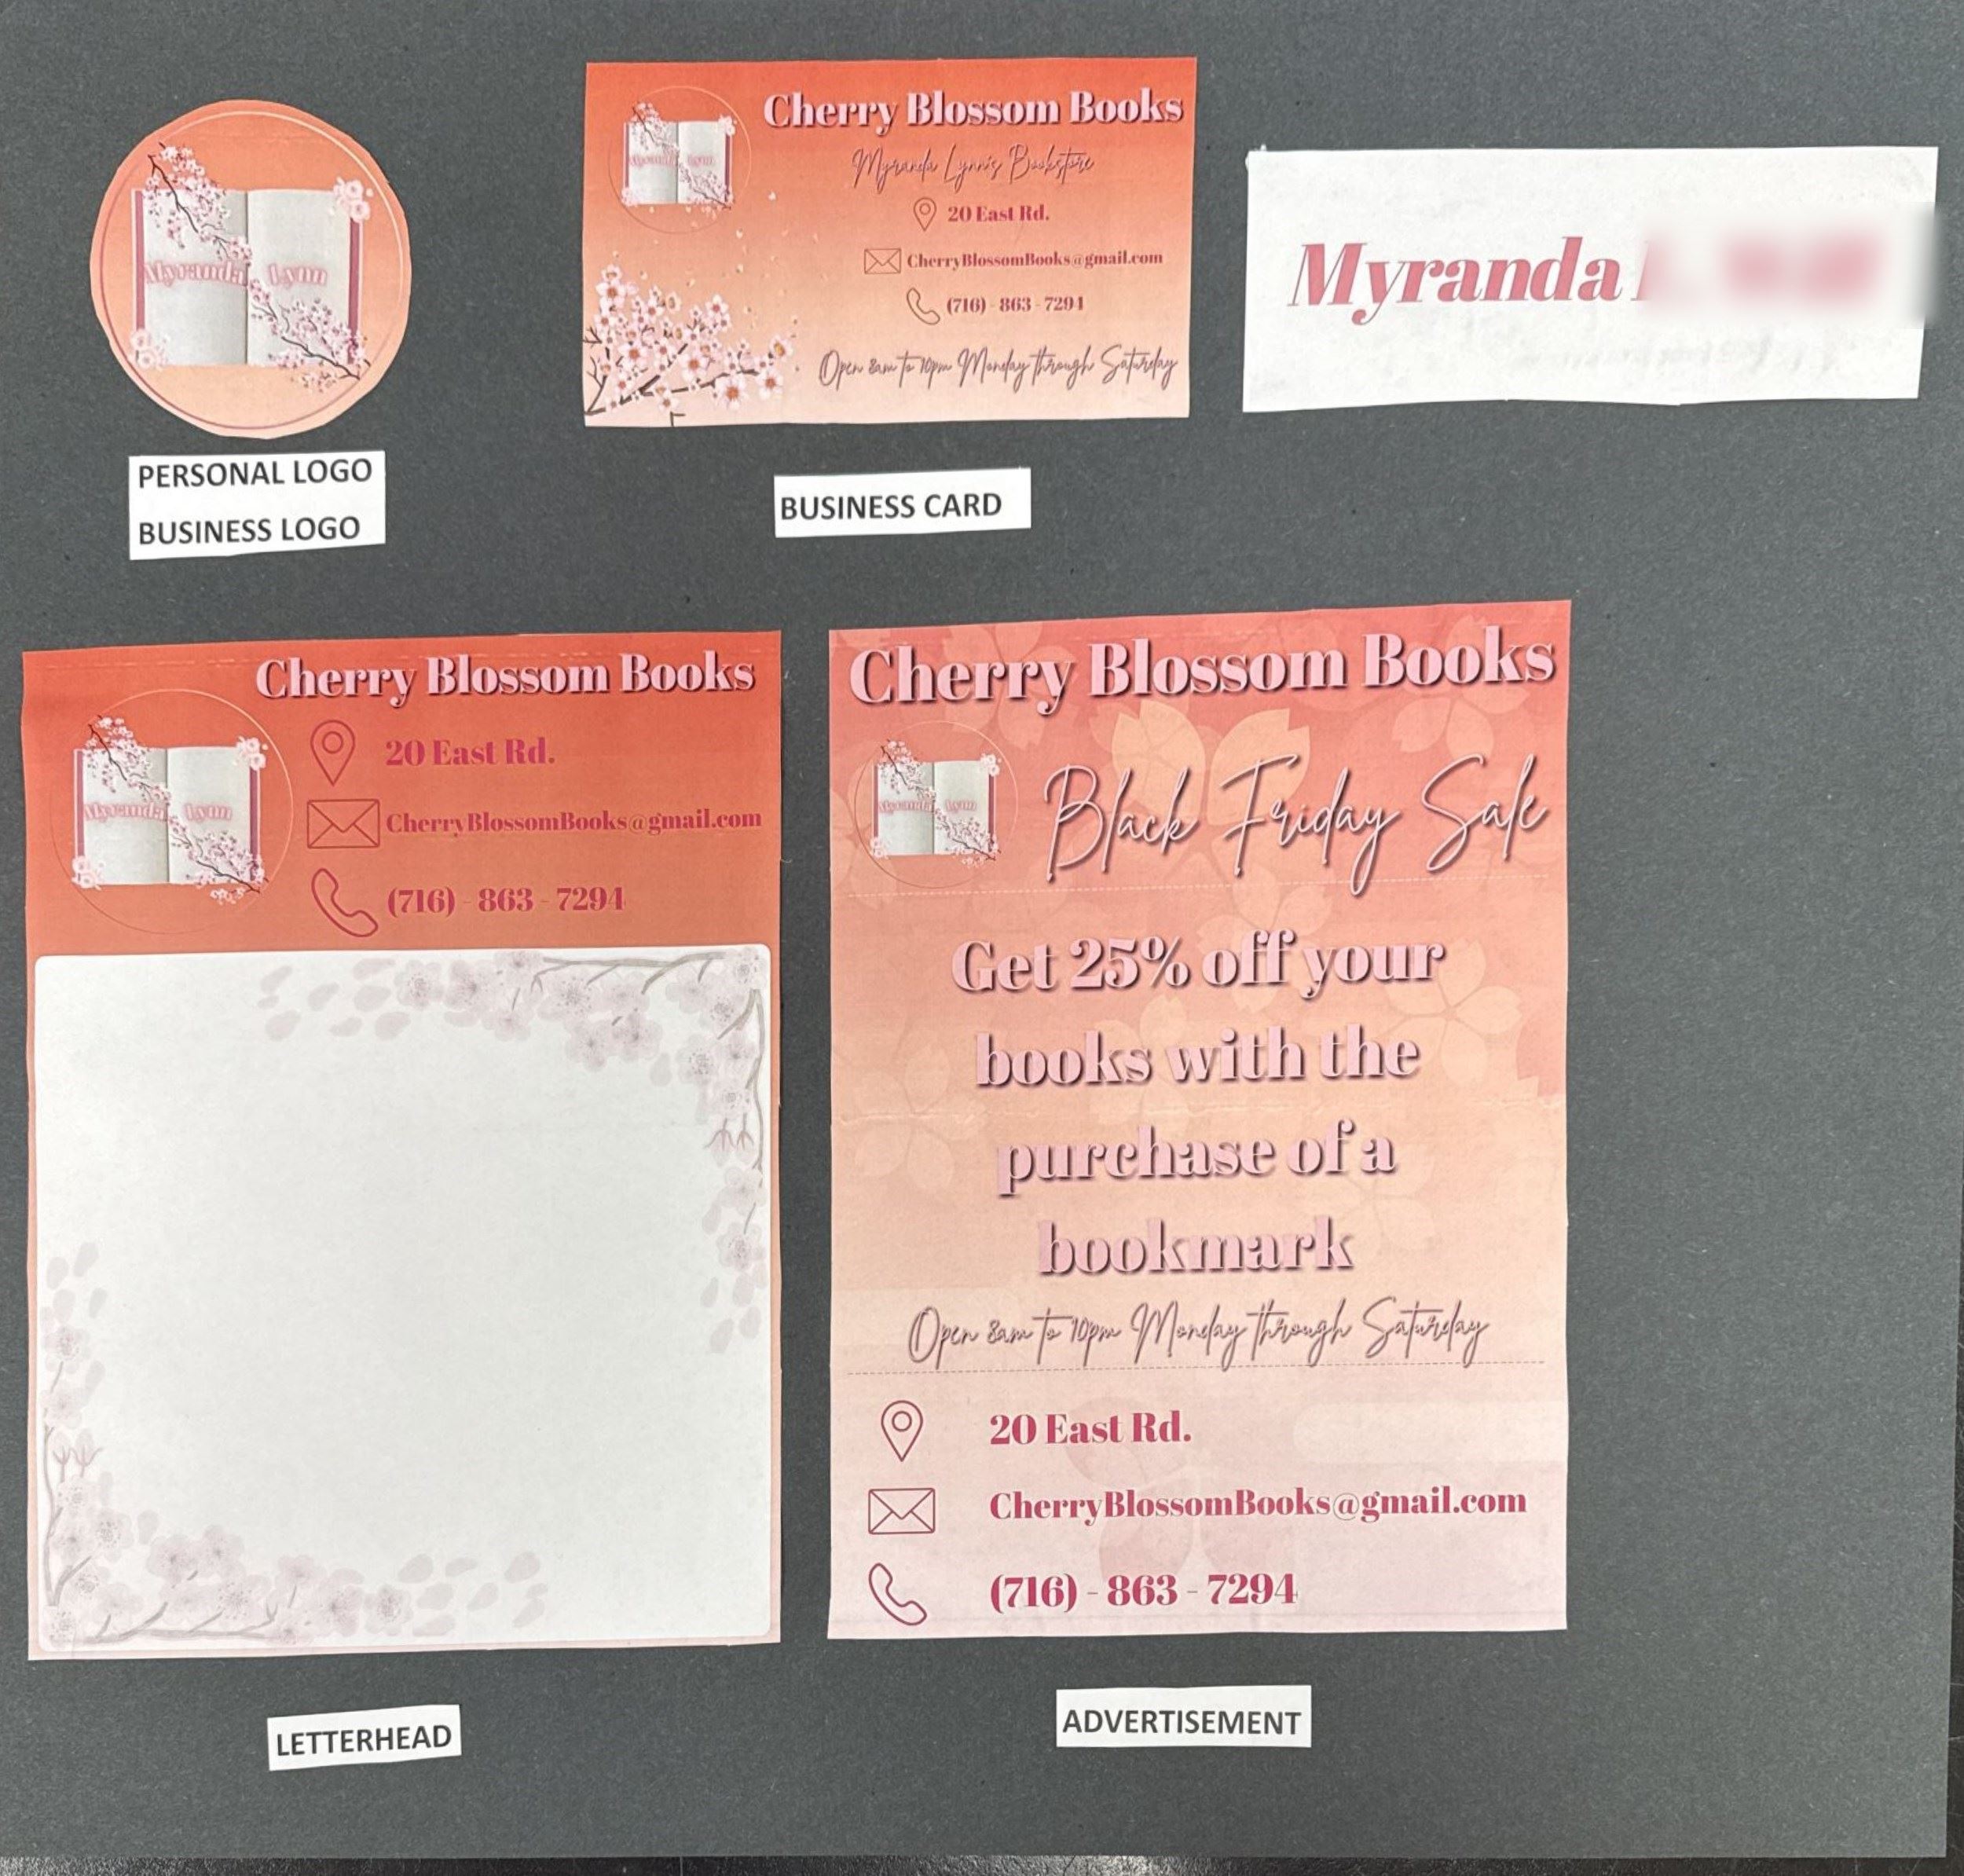 Myranda Lynn
PERSONAL LOGO
BUSINESS LOGO
Cherry Blossom Books
Myranda Lynn
Myranda Lynn's Bookstore
20 East Rd.
CherryBlossomBooks@gmail.com
(716) - 863 - 7294
Open 8am to 10pm Monday through Saturday
BUSINESS CARD
Myranda
Cherry Blossom Books
Myranda Lynn
20 East Rd.
CherryBlossomBooks@gmail.com
(716) - 863 - 7294
LETTERHEAD
Cherry Blossom Books
Myranda Lynn
Black Friday Sale
Get 25% off your
books with the
purchase of a
bookmark
Open 8am to 10pm Monday through Saturday
20 East Rd.
CherryBlossomBooks@gmail.com
(716) - 863 - 7294
ADVERTISEMENT